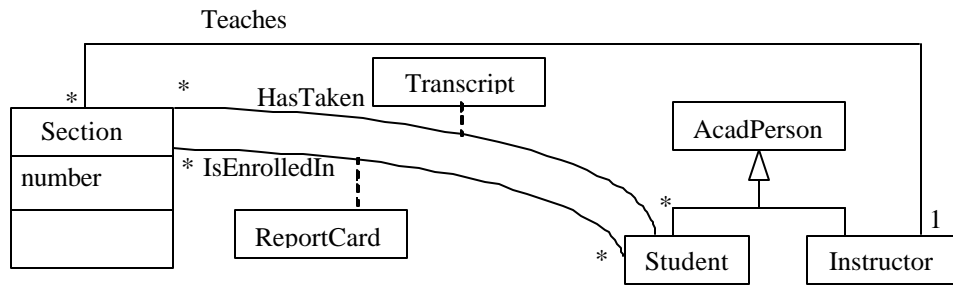 Teaches
*
*
HasTaken
Transcript
AcadPerson
Section
number
*
IsEnrolledIn
ReportCard
*
*
1
Student
Instructor